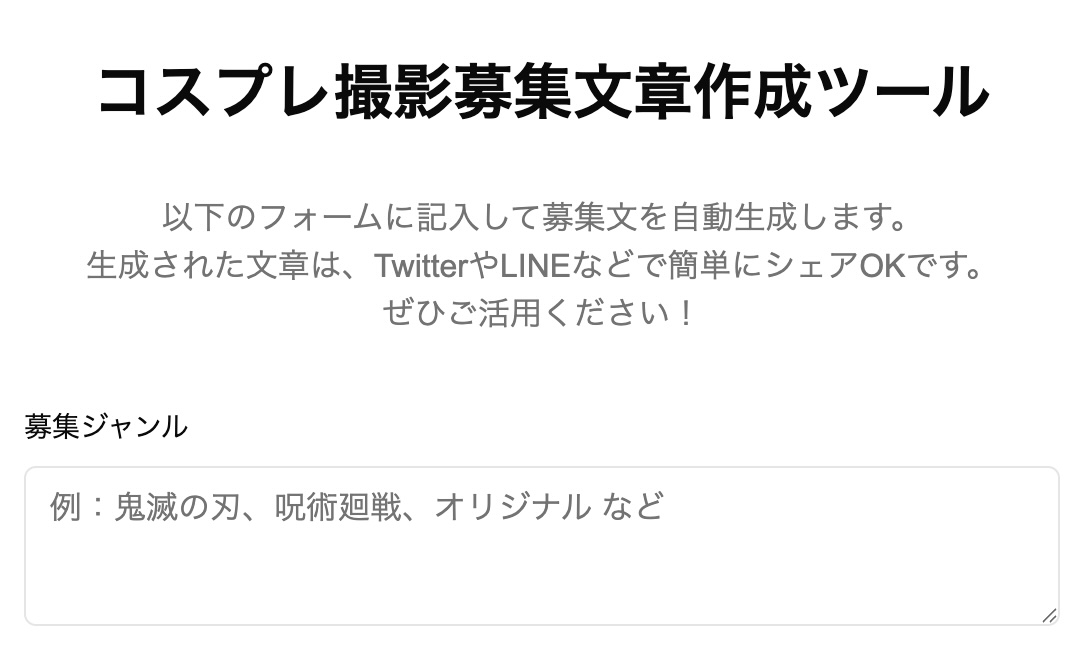 コスプレ撮影募集文章作成ツール
以下のフォームに記入して募集文を自動生成します。
生成された文章は、TwitterやLINEなどで簡単にシェアOKです。
ぜひご活用ください！
募集ジャンル
例：鬼滅の刃、呪術廻戦、オリジナル など